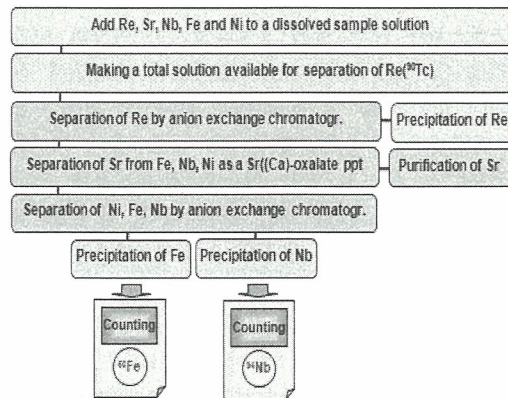 Add Re, Sr, Nb, Fe and Ni to a dissolved sample solution
Making a total solution available for separation of Re(⁹⁹Tc)
Separation of Re by anion exchange chromatogr.
Precipitation of Re
Separation of Sr from Fe, Nb, Ni as a Sr((Ca)-oxalate ppt
Purification of Sr
Separation of Ni, Fe, Nb by anion exchange chromatogr.
Precipitation of Fe
Precipitation of Nb
Counting
Counting
Fe
⁹⁴Nb